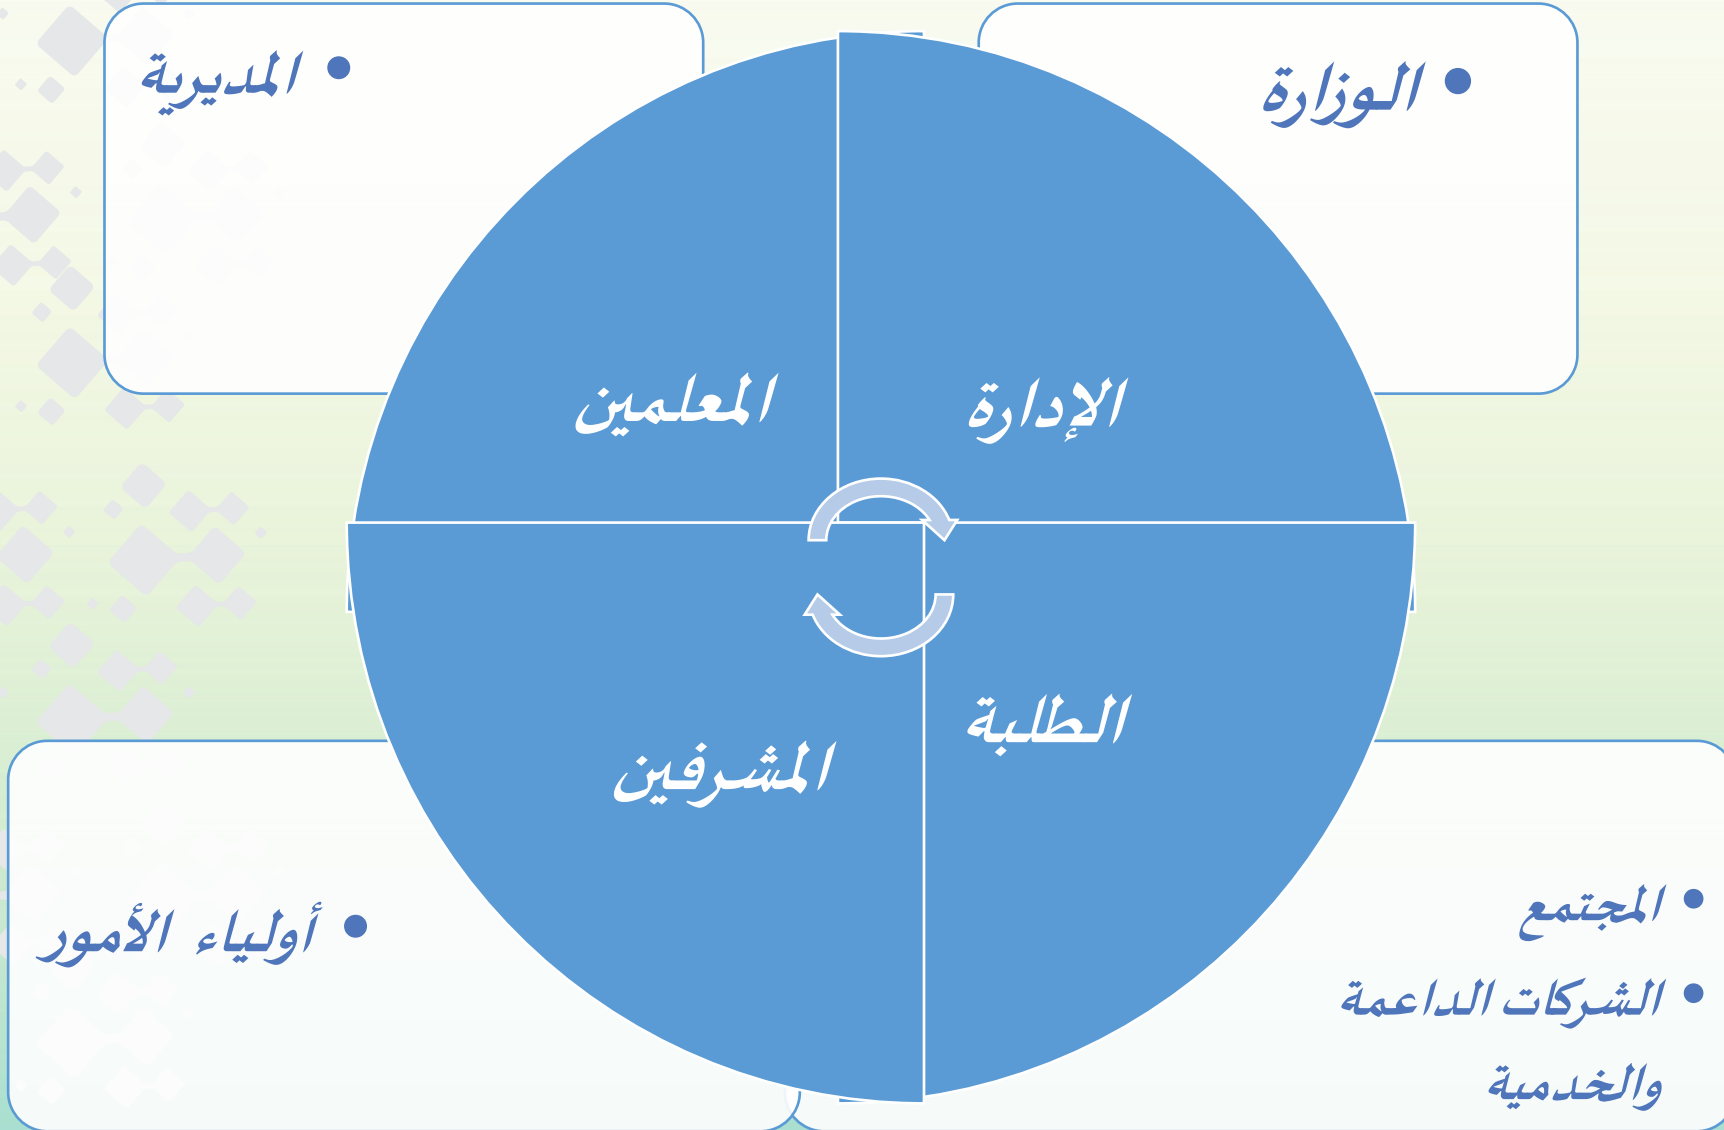 الوزارة
المديرية
الإدارة
المعلمين
الطلبة
المشرفين
المجتمع
الشركات الداعمة
والخدمية
أولياء الأمور